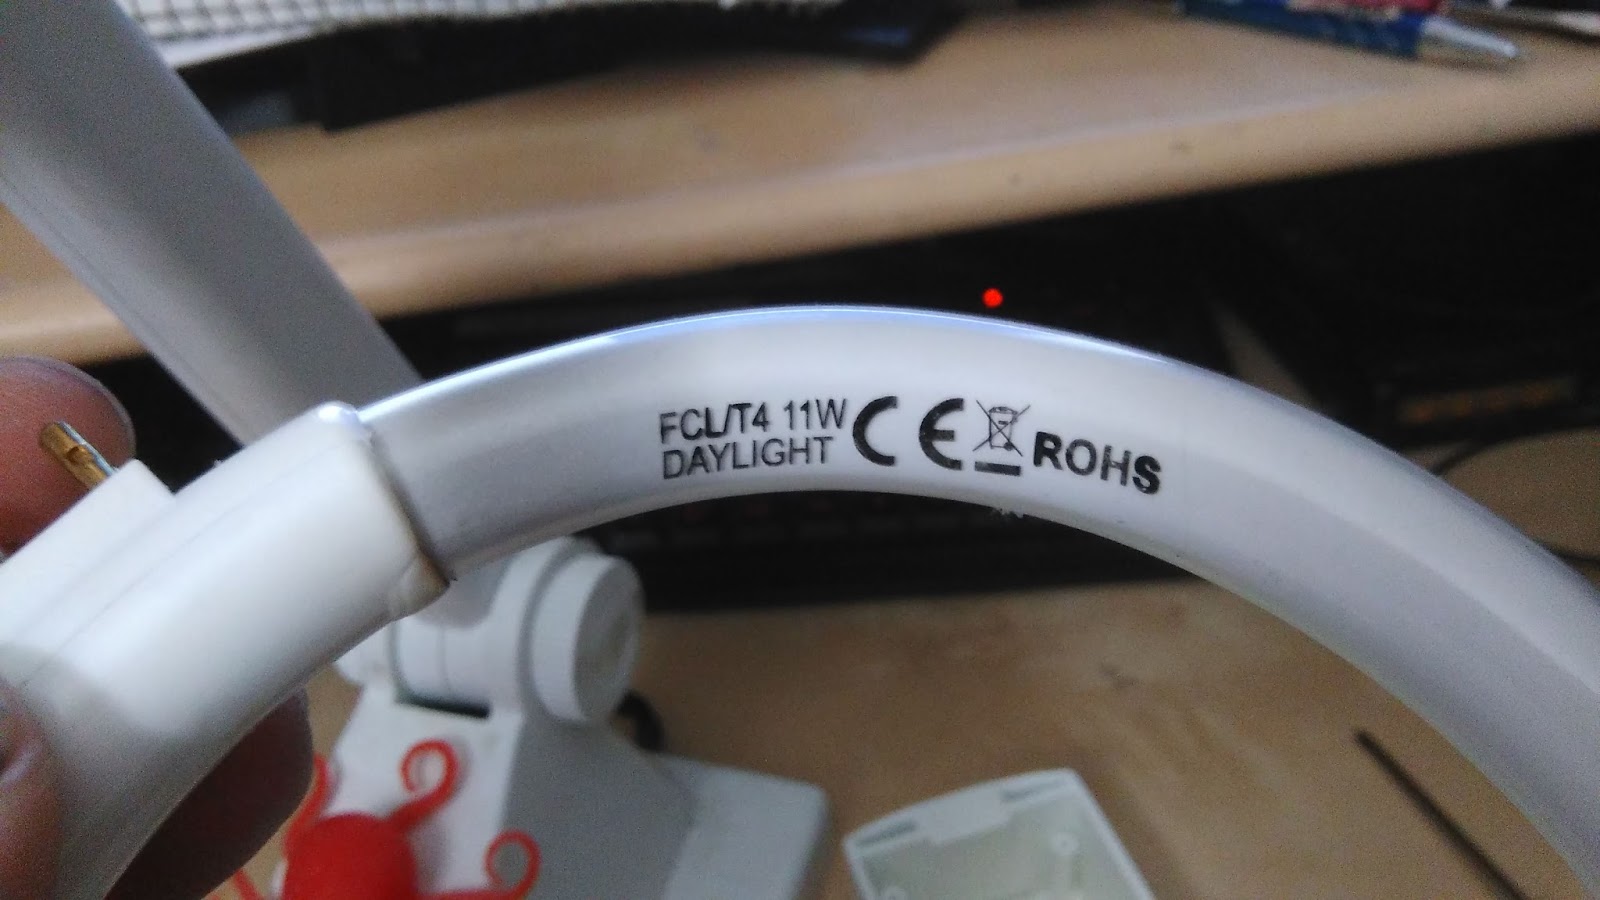 FCL/T4 11W
DAYLIGHT
CE
ROHS